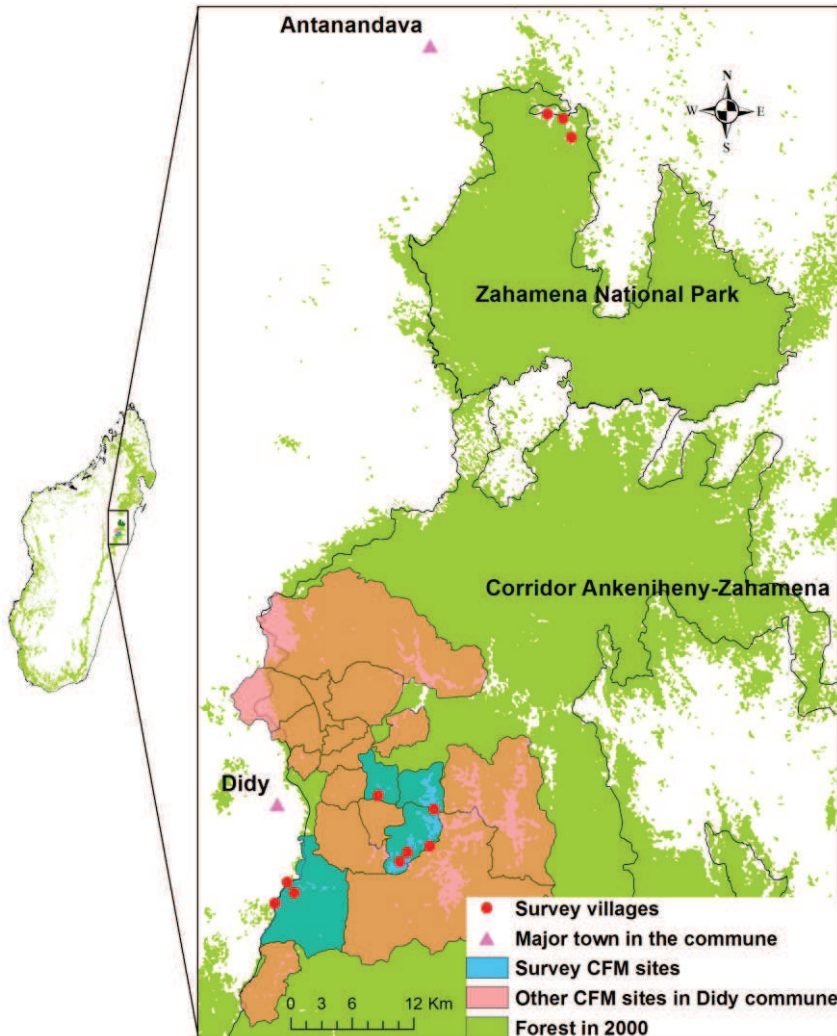 Antanandava
N
W E
S
Zahamena National Park
Corridor Ankeniheny-Zahamena
Didy
Survey villages
Major town in the commune
Survey CFM sites
Other CFM sites in Didy commune
Forest in 2000
0 3 6 12 Km